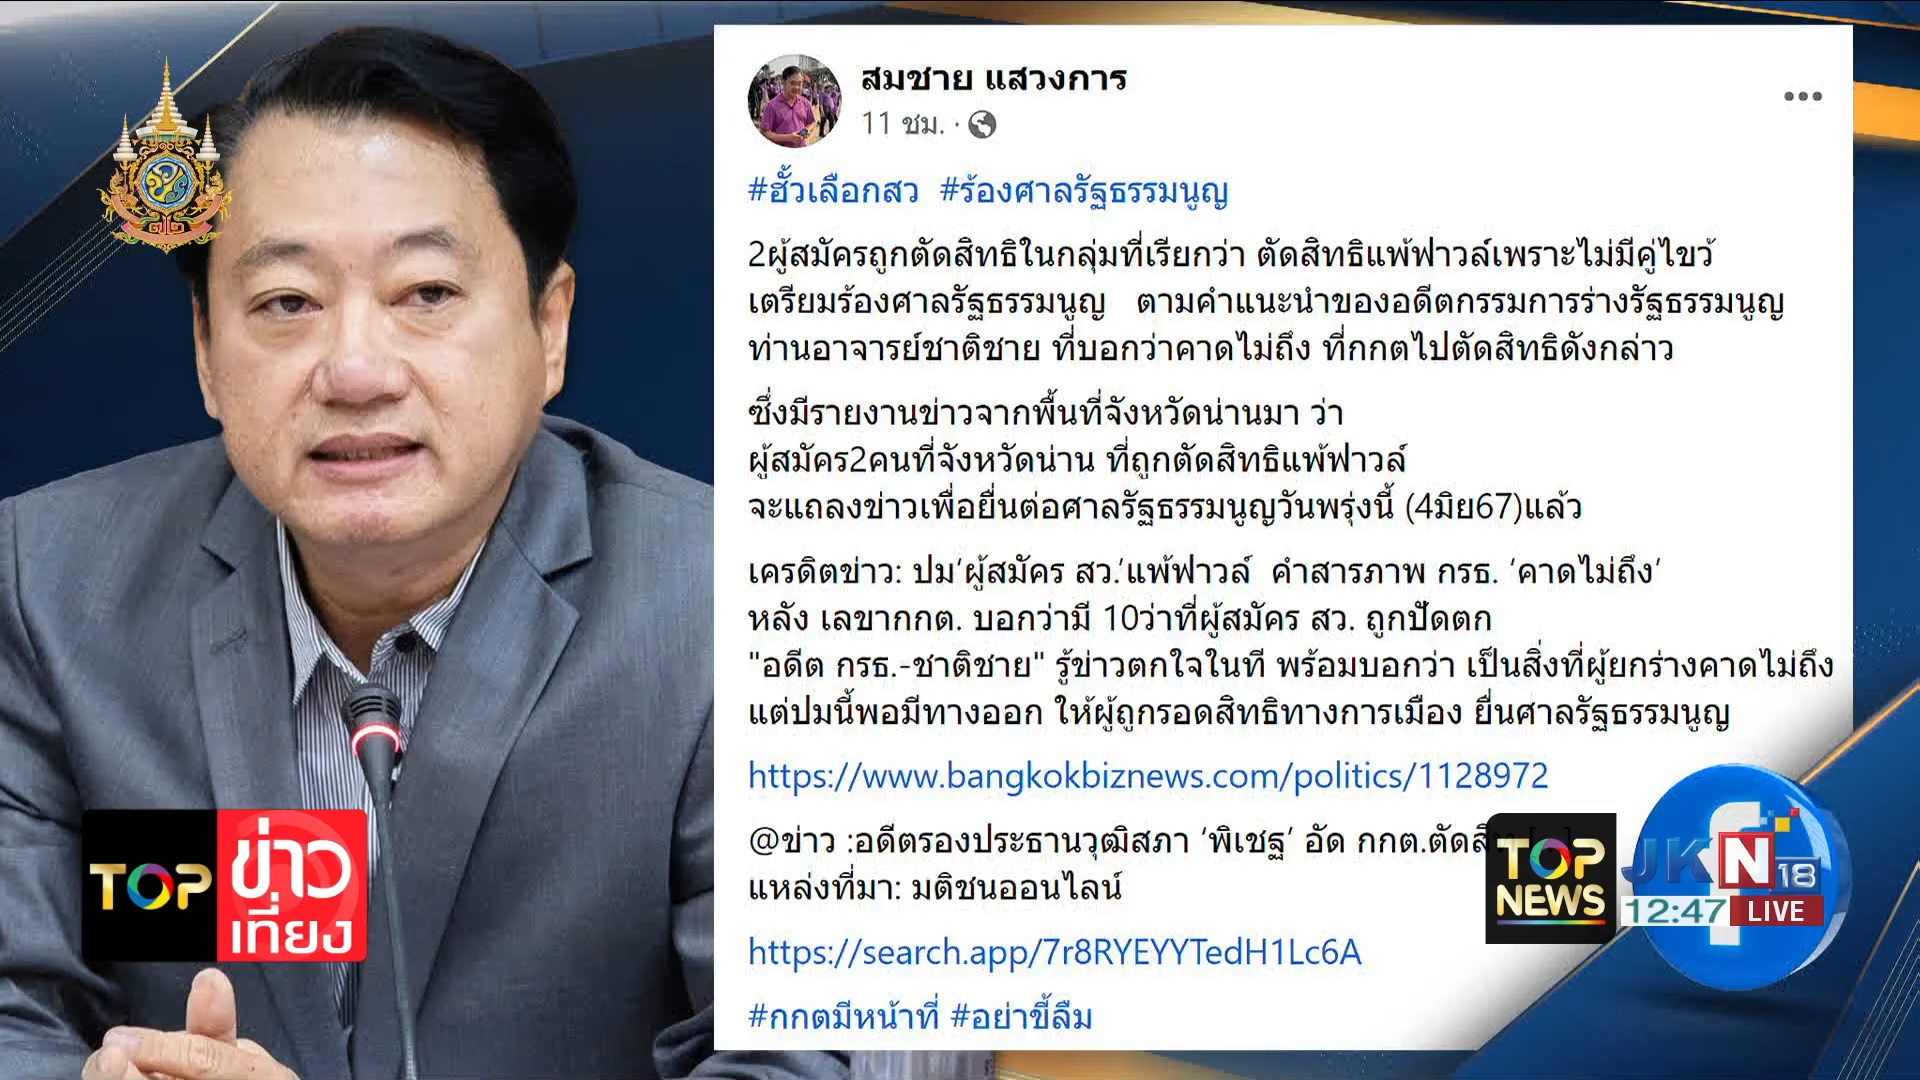 สมชาย แสวงการ
11 ชม. ·
#ฮั้วเลือกสว #ร้องศาลรัฐธรรมนูญ
2ผู้สมัครถูกตัดสิทธิในกลุ่มที่เรียกว่า ตัดสิทธิแพ้ฟาวล์เพราะไม่มีคู่ไขว้
เตรียมร้องศาลรัฐธรรมนูญ ตามคำแนะนำของอดีตกรรมการร่างรัฐธรรมนูญ
ท่านอาจารย์ชาติชาย ที่บอกว่าคาดไม่ถึง ที่กกตไปตัดสิทธิดังกล่าว
ซึ่งมีรายงานข่าวจากพื้นที่จังหวัดน่านมา ว่า
ผู้สมัคร2คนที่จังหวัดน่าน ที่ถูกตัดสิทธิแพ้ฟาวล์
จะแถลงข่าวเพื่อยื่นต่อศาลรัฐธรรมนูญวันพรุ่งนี้ (4มิย67)แล้ว
เครดิตข่าว: ปม‘ผู้สมัคร สว.’แพ้ฟาวล์ คำสารภาพ กรธ. ‘คาดไม่ถึง’
หลัง เลขากกต. บอกว่ามี 10ว่าที่ผู้สมัคร สว. ถูกปัดตก
"อดีต กรธ.-ชาติชาย" รู้ข่าวตกใจในที พร้อมบอกว่า เป็นสิ่งที่ผู้ยกร่างคาดไม่ถึง
แต่ปมนี้พอมีทางออก ให้ผู้ถูกรอดสิทธิทางการเมือง ยื่นศาลรัฐธรรมนูญ
https://www.bangkokbiznews.com/politics/1128972
@ข่าว :อดีตรองประธานวุฒิสภา ‘พิเชฐ’ อัด กกต.ตัดสิท
แหล่งที่มา: มติชนออนไลน์
https://search.app/7r8RYEYYTedH1Lc6A
#กกตมีหน้าที่ #อย่าขี้ลืม
TOP ข่าว
เที่ยง
TOP
NEWS
JKN 18
12:47 LIVE
๗๒